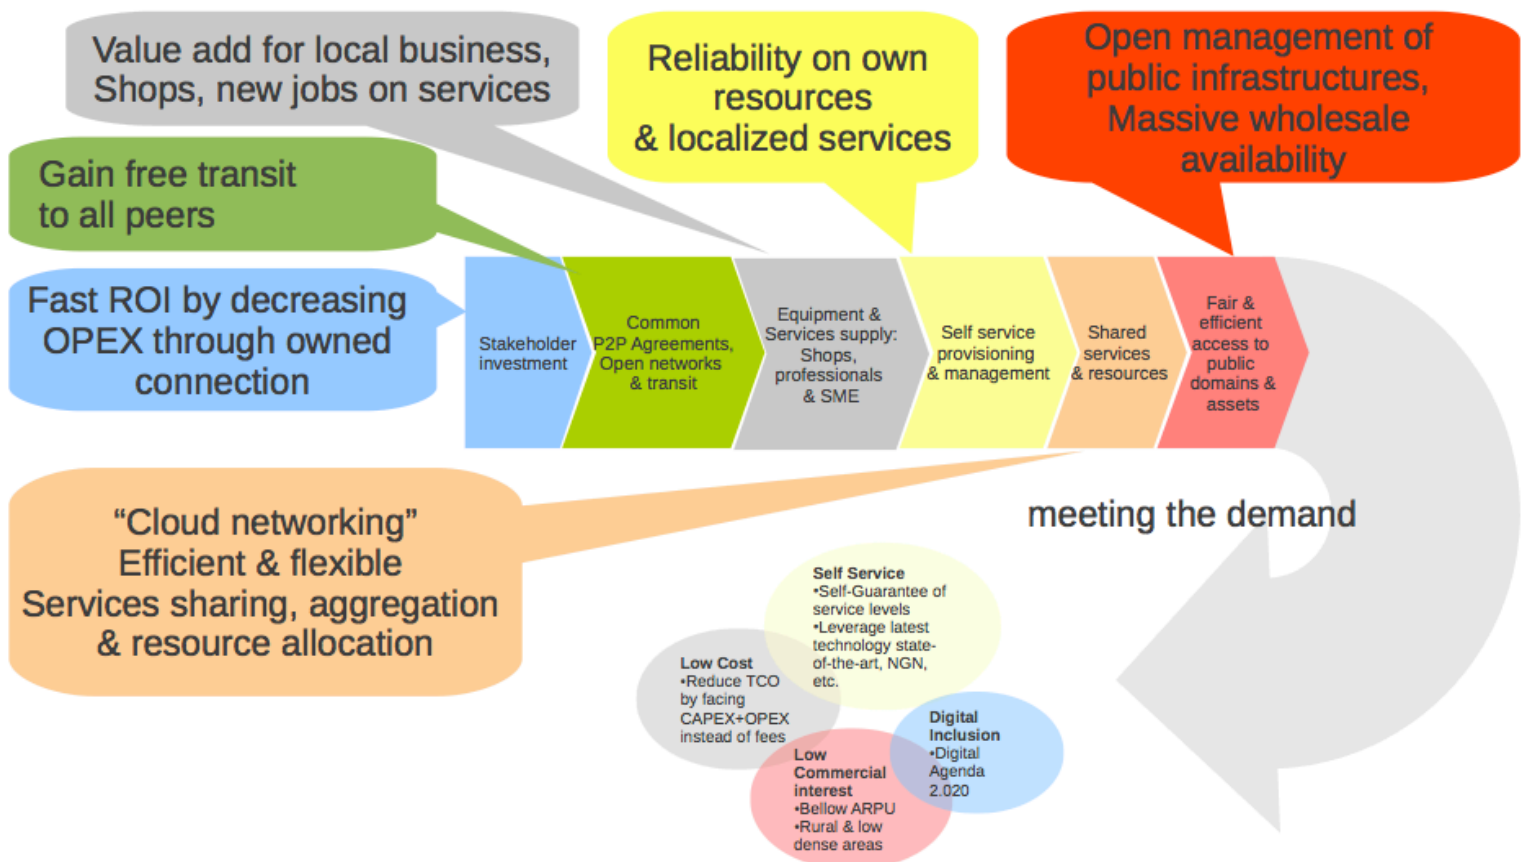 Value add for local business,
Shops, new jobs on services
Reliability on own
resources
& localized services
Open management of
public infrastructures,
Massive wholesale
availability
Gain free transit
to all peers
Fast ROI by decreasing
OPEX through owned
connection
Stakeholder
investment
Common
P2P Agreements,
Open networks
& transit
Equipment &
Services supply:
Shops,
professionals
& SME
Self service
provisioning
& management
Shared
services
& resources
Fair &
efficient
access to
public
domains &
assets
“Cloud networking”
Efficient & flexible
Services sharing, aggregation
& resource allocation
meeting the demand
Self Service
•Self-Guarantee of
service levels
•Leverage latest
technology state-
of-the-art, NGN,
etc.
Low Cost
•Reduce TCO
by facing
CAPEX+OPEX
instead of fees
Digital
Inclusion
•Digital
Agenda
2.020
Low
Commercial
interest
•Bellow ARPU
•Rural & low
dense areas